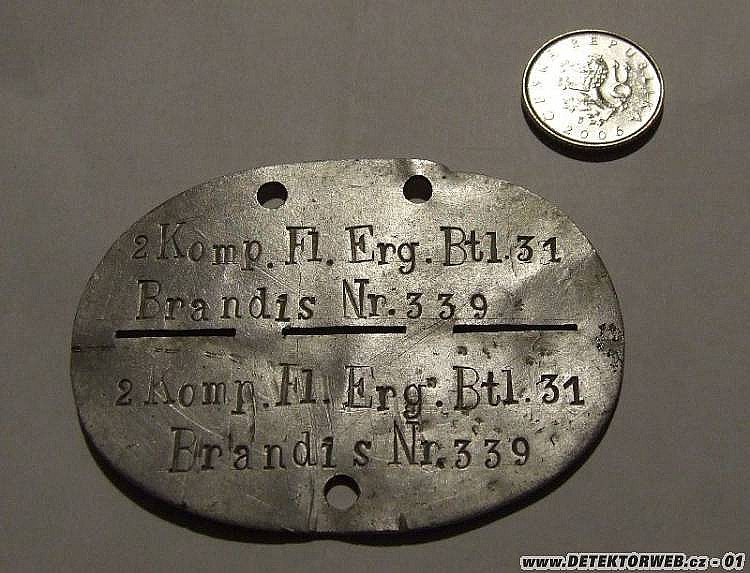 ČESKÁ REPUBLIKA
2006
2 Komp. Fl. Erg. Btl. 31
Brandis Nr. 339
2 Komp. Fl. Erg. Btl. 31
Brandis Nr. 339
www.DETEKTORWEB.cz - 01